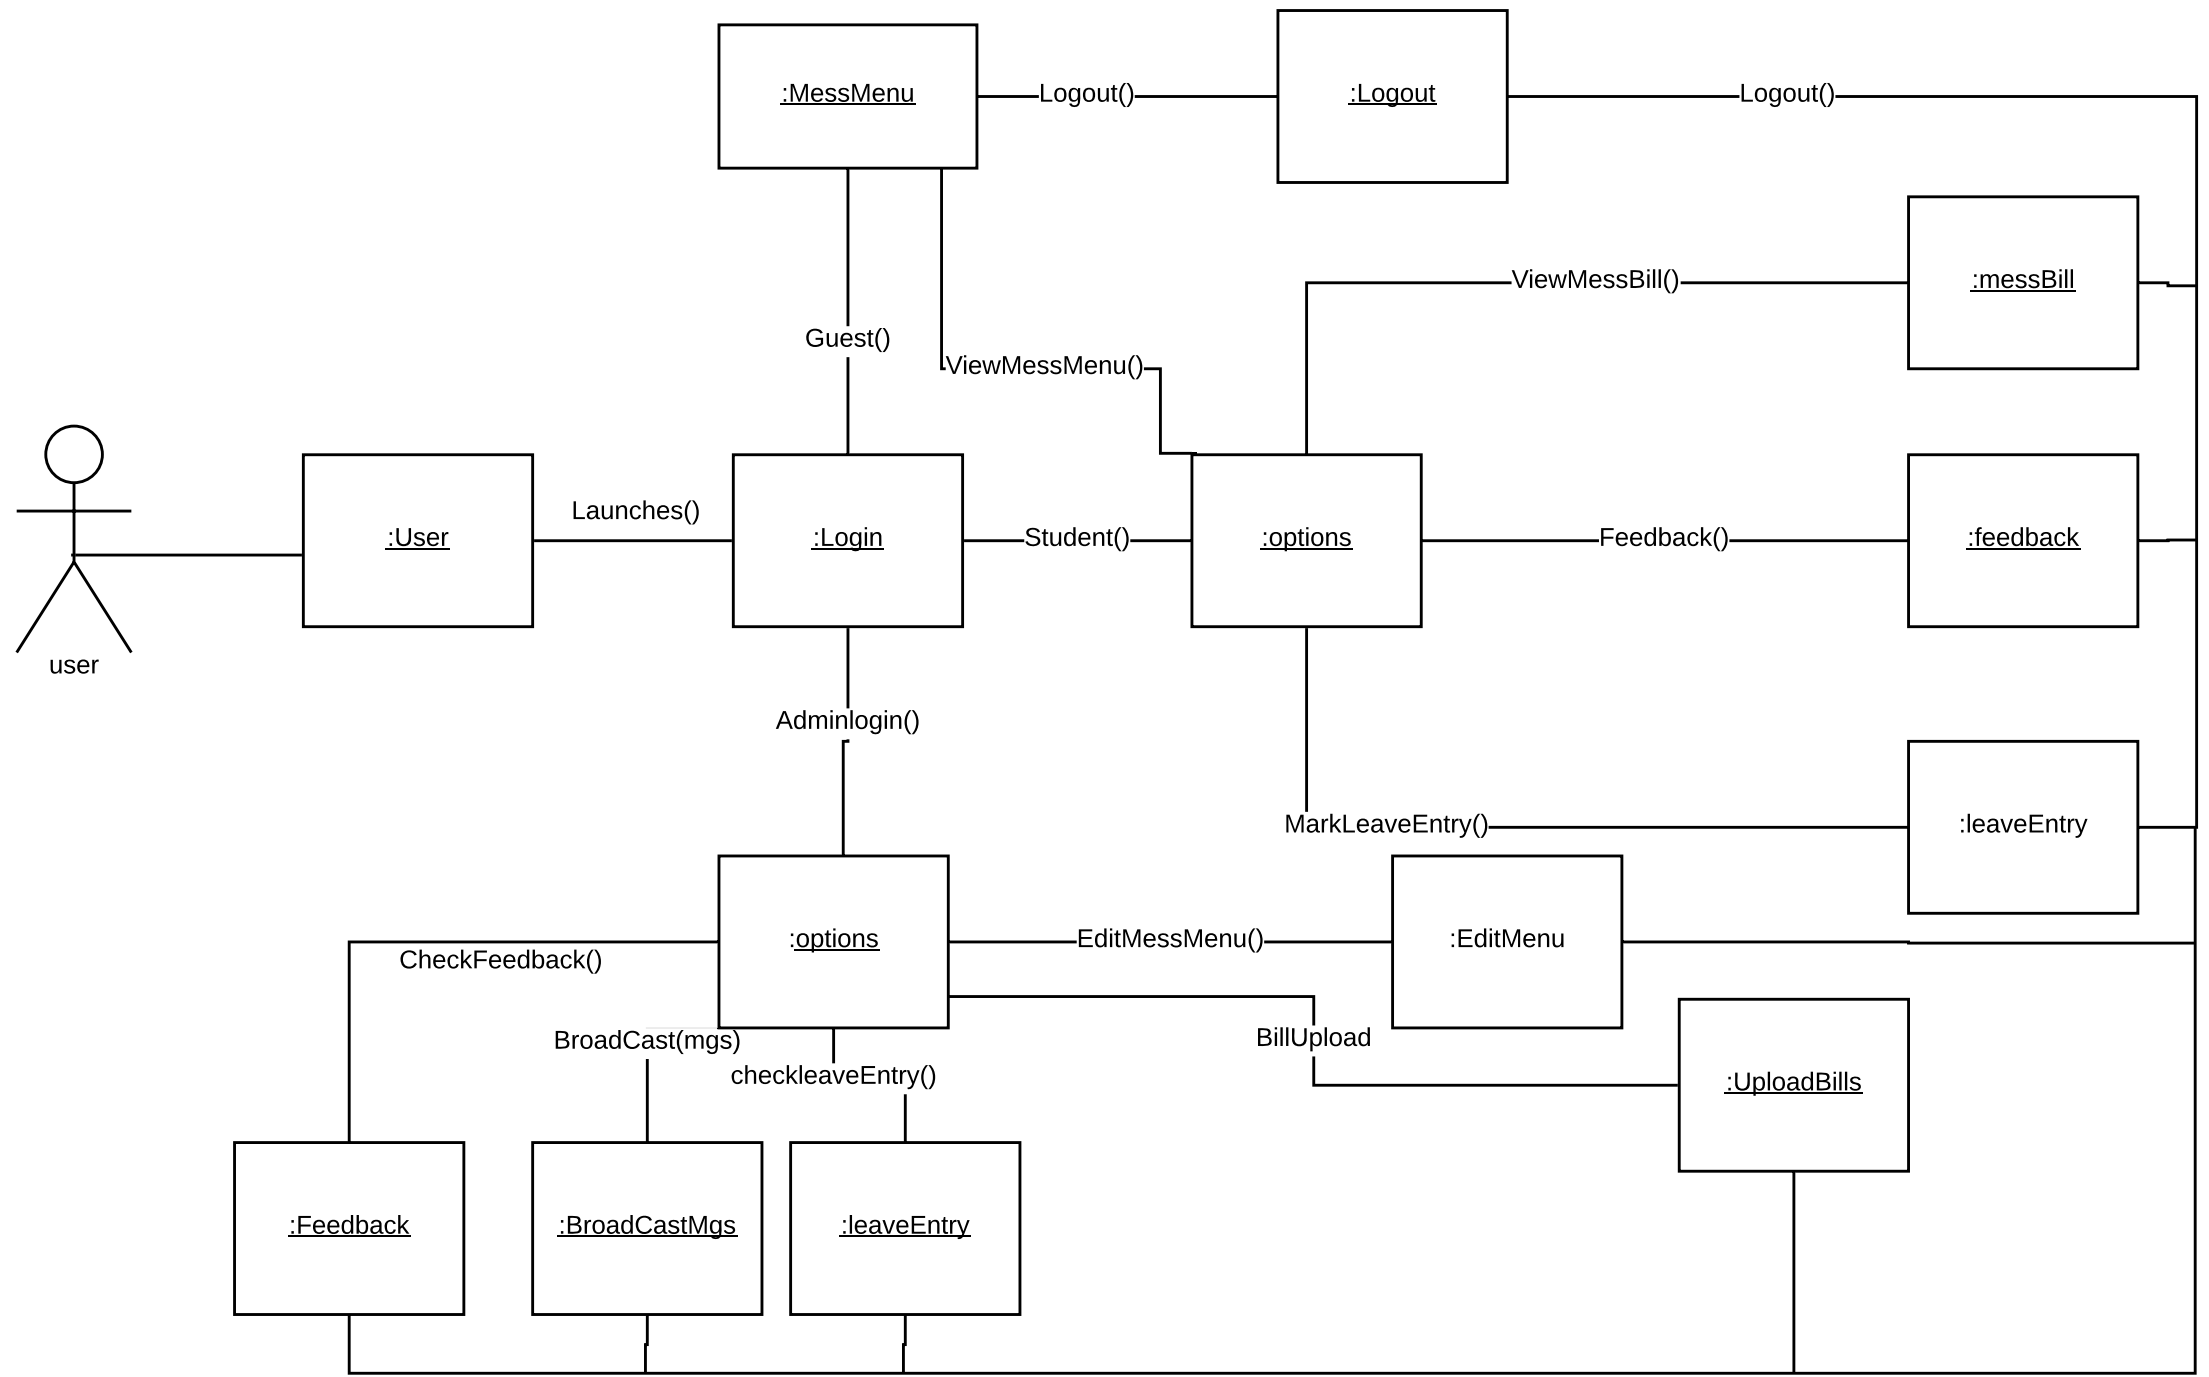 :MessMenu
Logout()
:Logout
Logout()
ViewMessBill()
:messBill
Guest()
ViewMessMenu()
user
:User
Launches()
:Login
Student()
:options
Feedback()
:feedback
Adminlogin()
MarkLeaveEntry()
:leaveEntry
CheckFeedback()
:options
EditMessMenu()
:EditMenu
BroadCast(mgs)
checkleaveEntry()
BillUpload
:UploadBills
:Feedback
:BroadCastMgs
:leaveEntry